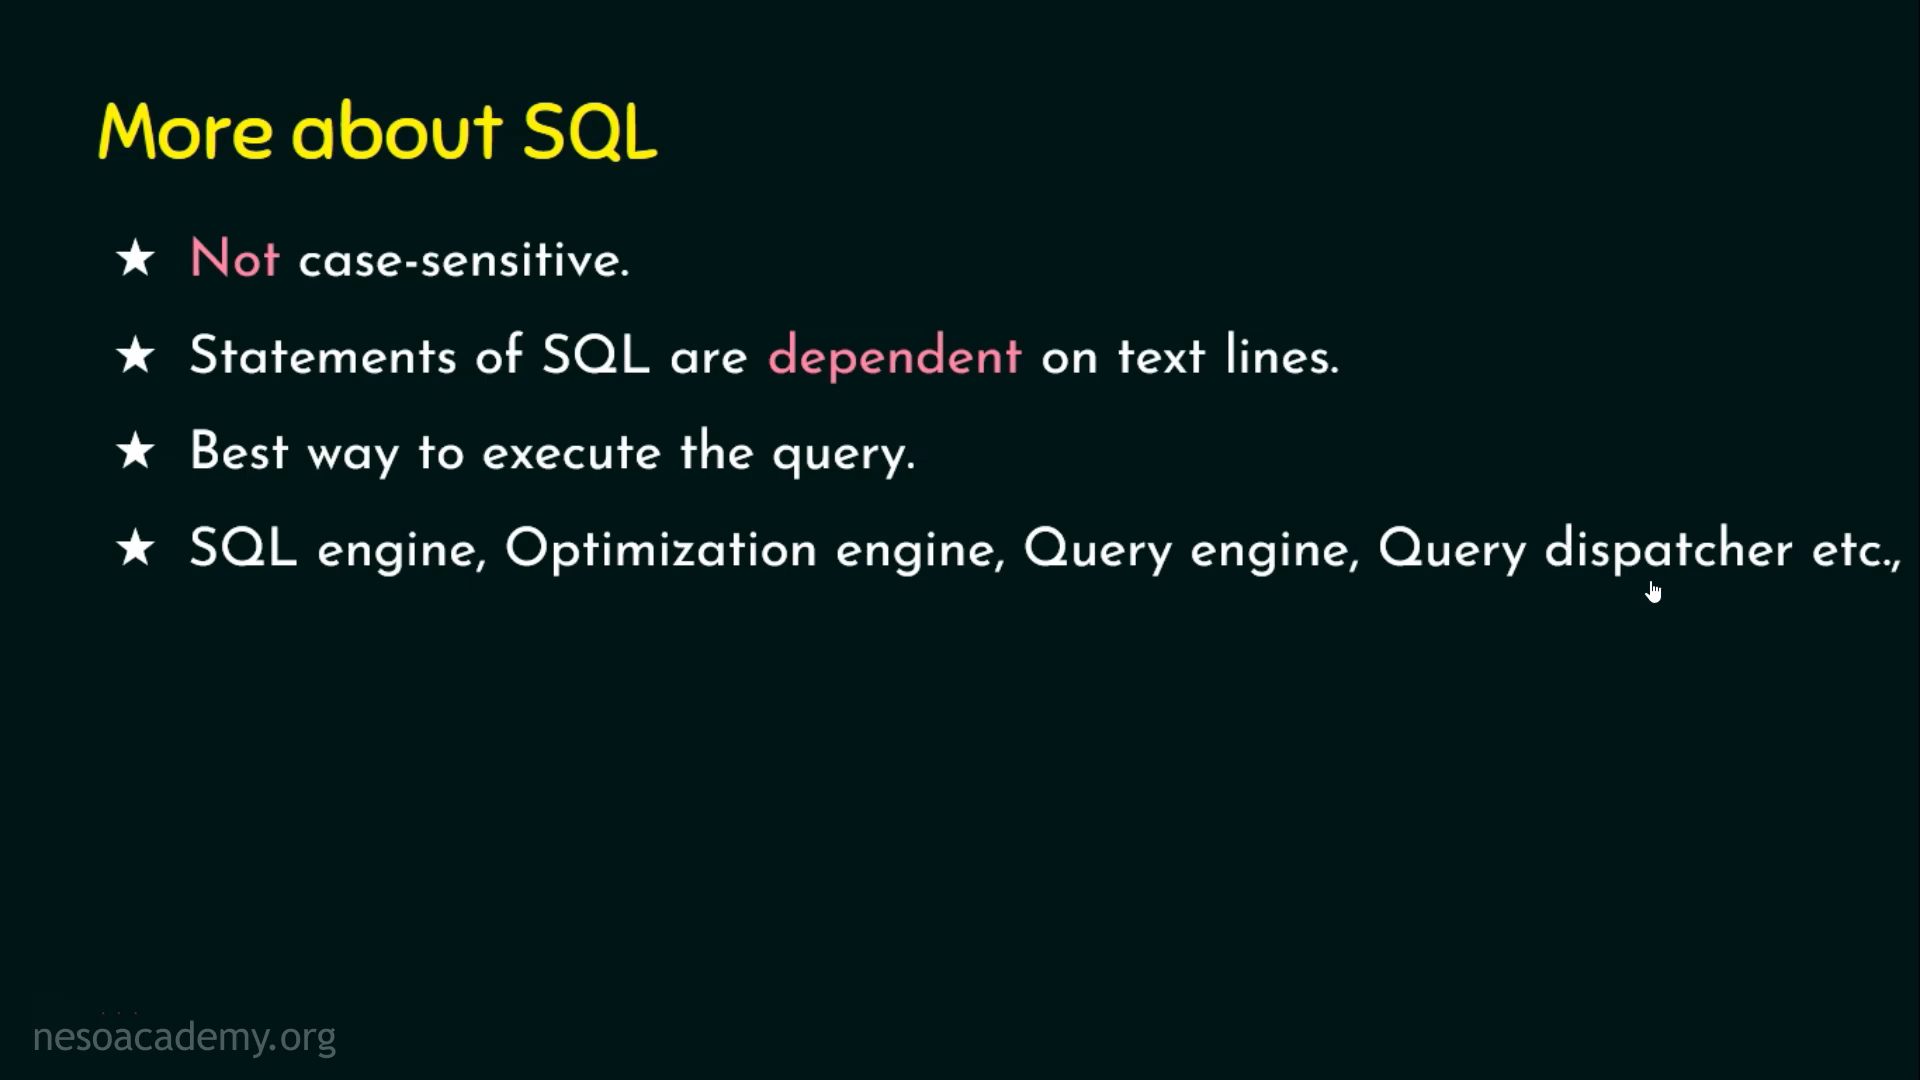 More about SQL
★ Not case-sensitive.
★ Statements of SQL are dependent on text lines.
★ Best way to execute the query.
★ SQL engine, Optimization engine, Query engine, Query dispatcher etc.,
nesoacademy.org